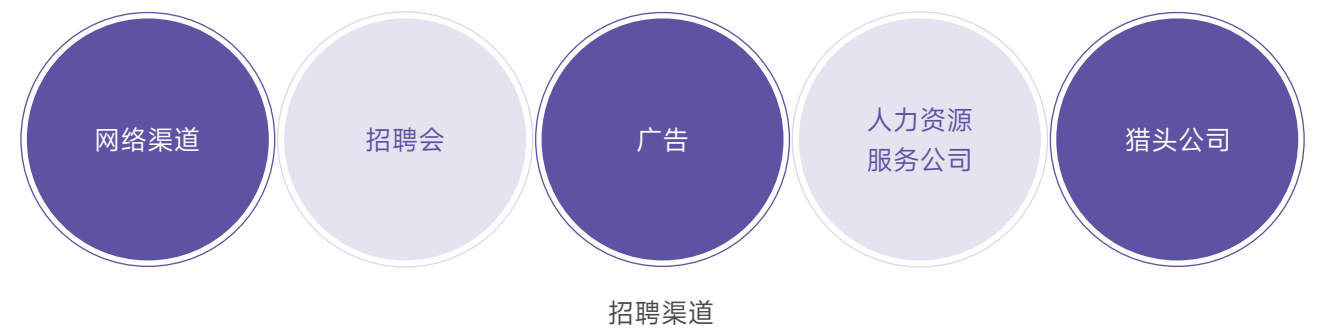 网络渠道
招聘会
广告
人力资源
服务公司
猎头公司
招聘渠道